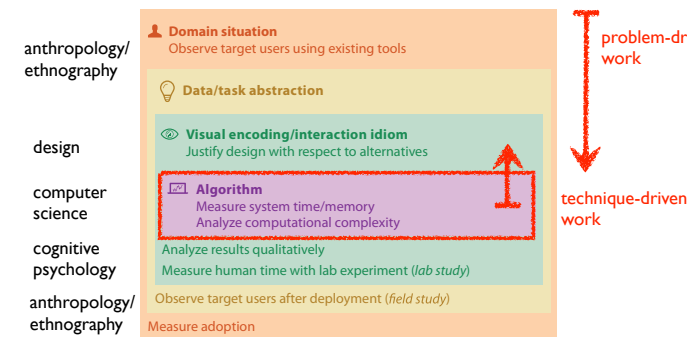 Domain situation
Observe target users using existing tools
anthropology/
ethnography
problem-dr
work
Data/task abstraction
Visual encoding/interaction idiom
Justify design with respect to alternatives
design
Algorithm
Measure system time/memory
Analyze computational complexity
computer
science
technique-driven
work
cognitive
psychology
Analyze results qualitatively
Measure human time with lab experiment (lab study)
anthropology/
ethnography
Observe target users after deployment (field study)
Measure adoption